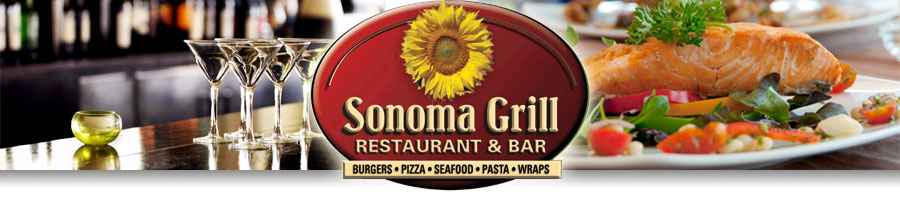 Sonoma Grill
RESTAURANT & BAR
BURGERS • PIZZA • SEAFOOD • PASTA • WRAPS